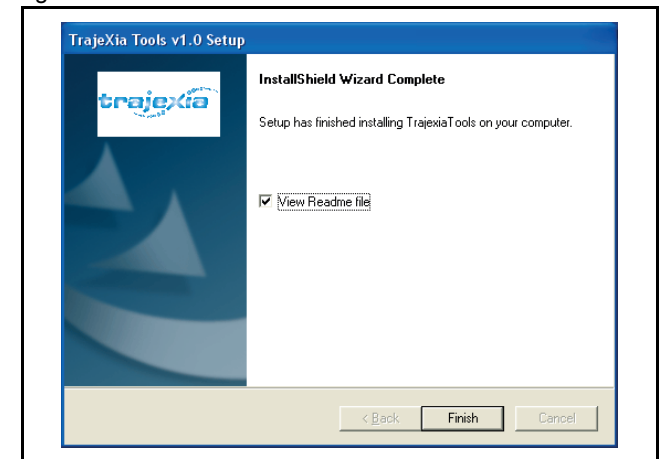 TrajeXia Tools v1.0 Setup
trajexia
InstallShield Wizard Complete
Setup has finished installing TrajexiaTools on your computer.
View Readme file
< Back
Finish
Cancel